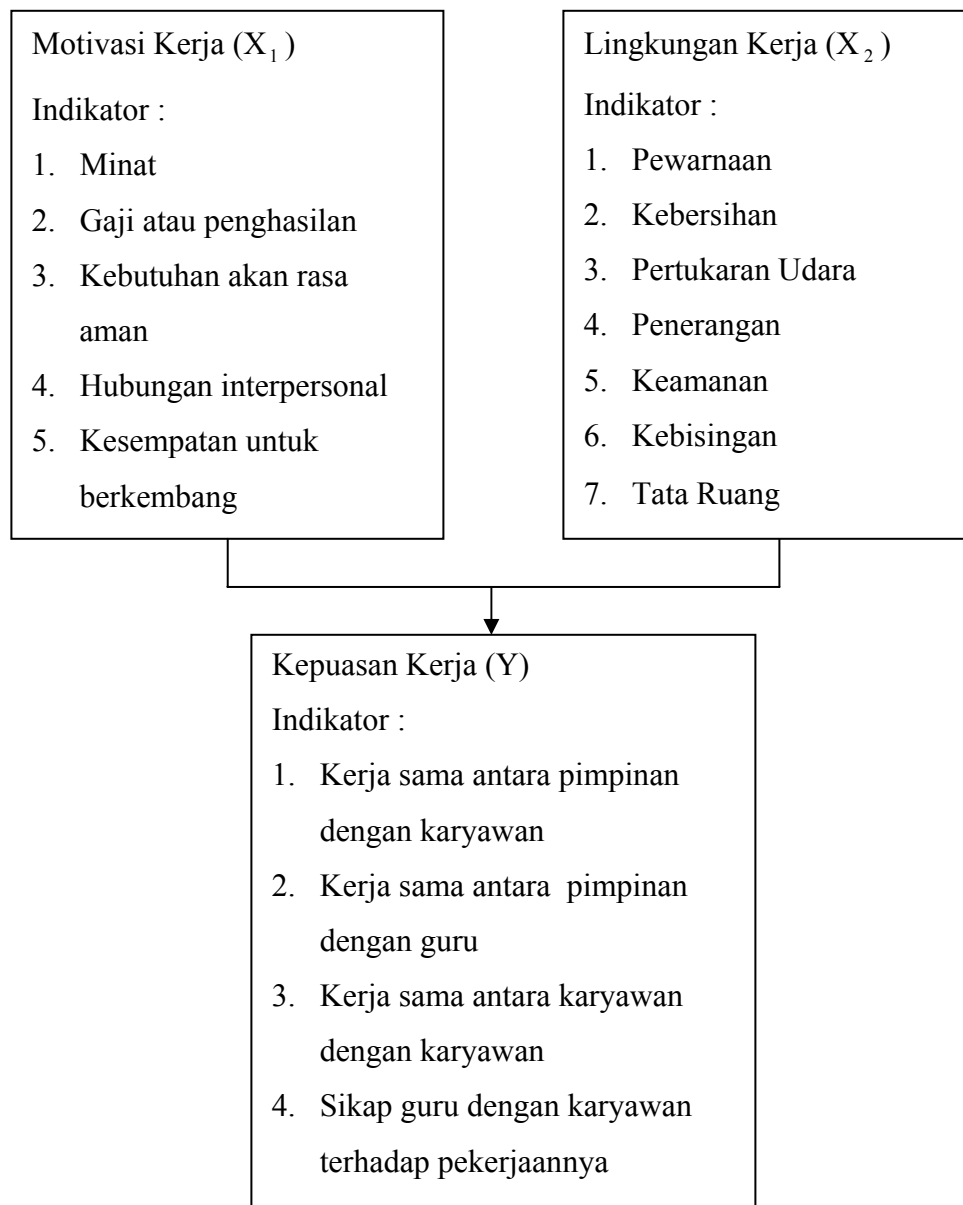 Motivasi Kerja (X₁)
Indikator :
1. Minat
2. Gaji atau penghasilan
3. Kebutuhan akan rasa
aman
4. Hubungan interpersonal
5. Kesempatan untuk
berkembang
Lingkungan Kerja (X₂)
Indikator :
1. Pewarnaan
2. Kebersihan
3. Pertukaran Udara
4. Penerangan
5. Keamanan
6. Kebisingan
7. Tata Ruang
Kepuasan Kerja (Y)
Indikator :
1. Kerja sama antara pimpinan
dengan karyawan
2. Kerja sama antara pimpinan
dengan guru
3. Kerja sama antara karyawan
dengan karyawan
4. Sikap guru dengan karyawan
terhadap pekerjaannya